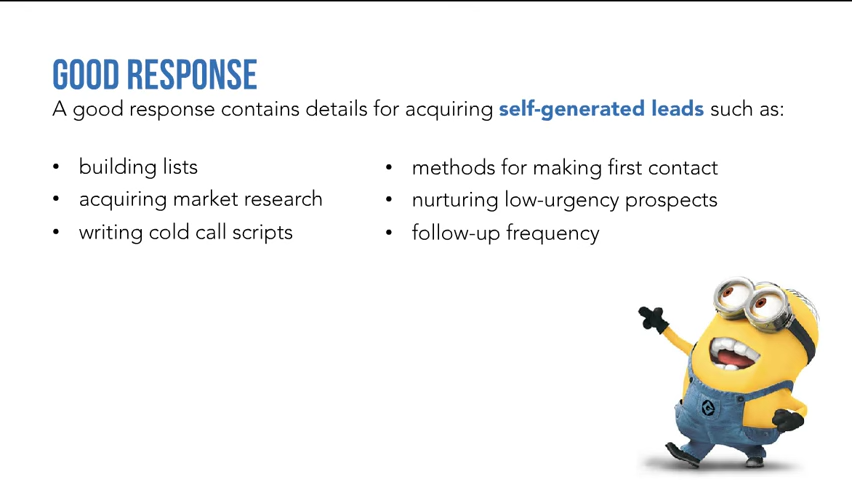 GOOD RESPONSE
A good response contains details for acquiring self-generated leads such as:
• building lists
• acquiring market research
• writing cold call scripts
• methods for making first contact
• nurturing low-urgency prospects
• follow-up frequency